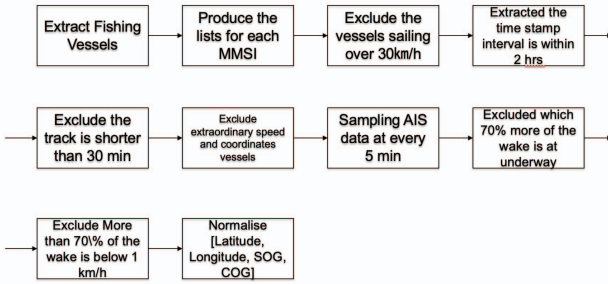 Extract Fishing
Vessels
Produce the
lists for each
MMSI
Exclude the
vessels sailing
over 30km/h
Extracted the
time stamp
interval is within
2 hrs
Exclude the
track is shorter
than 30 min
Exclude
extraordinary speed
and coordinates
vessels
Sampling AIS
data at every
5 min
Excluded which
70% more of the
wake is at
underway
Exclude More
than 70\% of the
wake is below 1
km/h
Normalise
[Latitude,
Longitude, SOG,
COG]